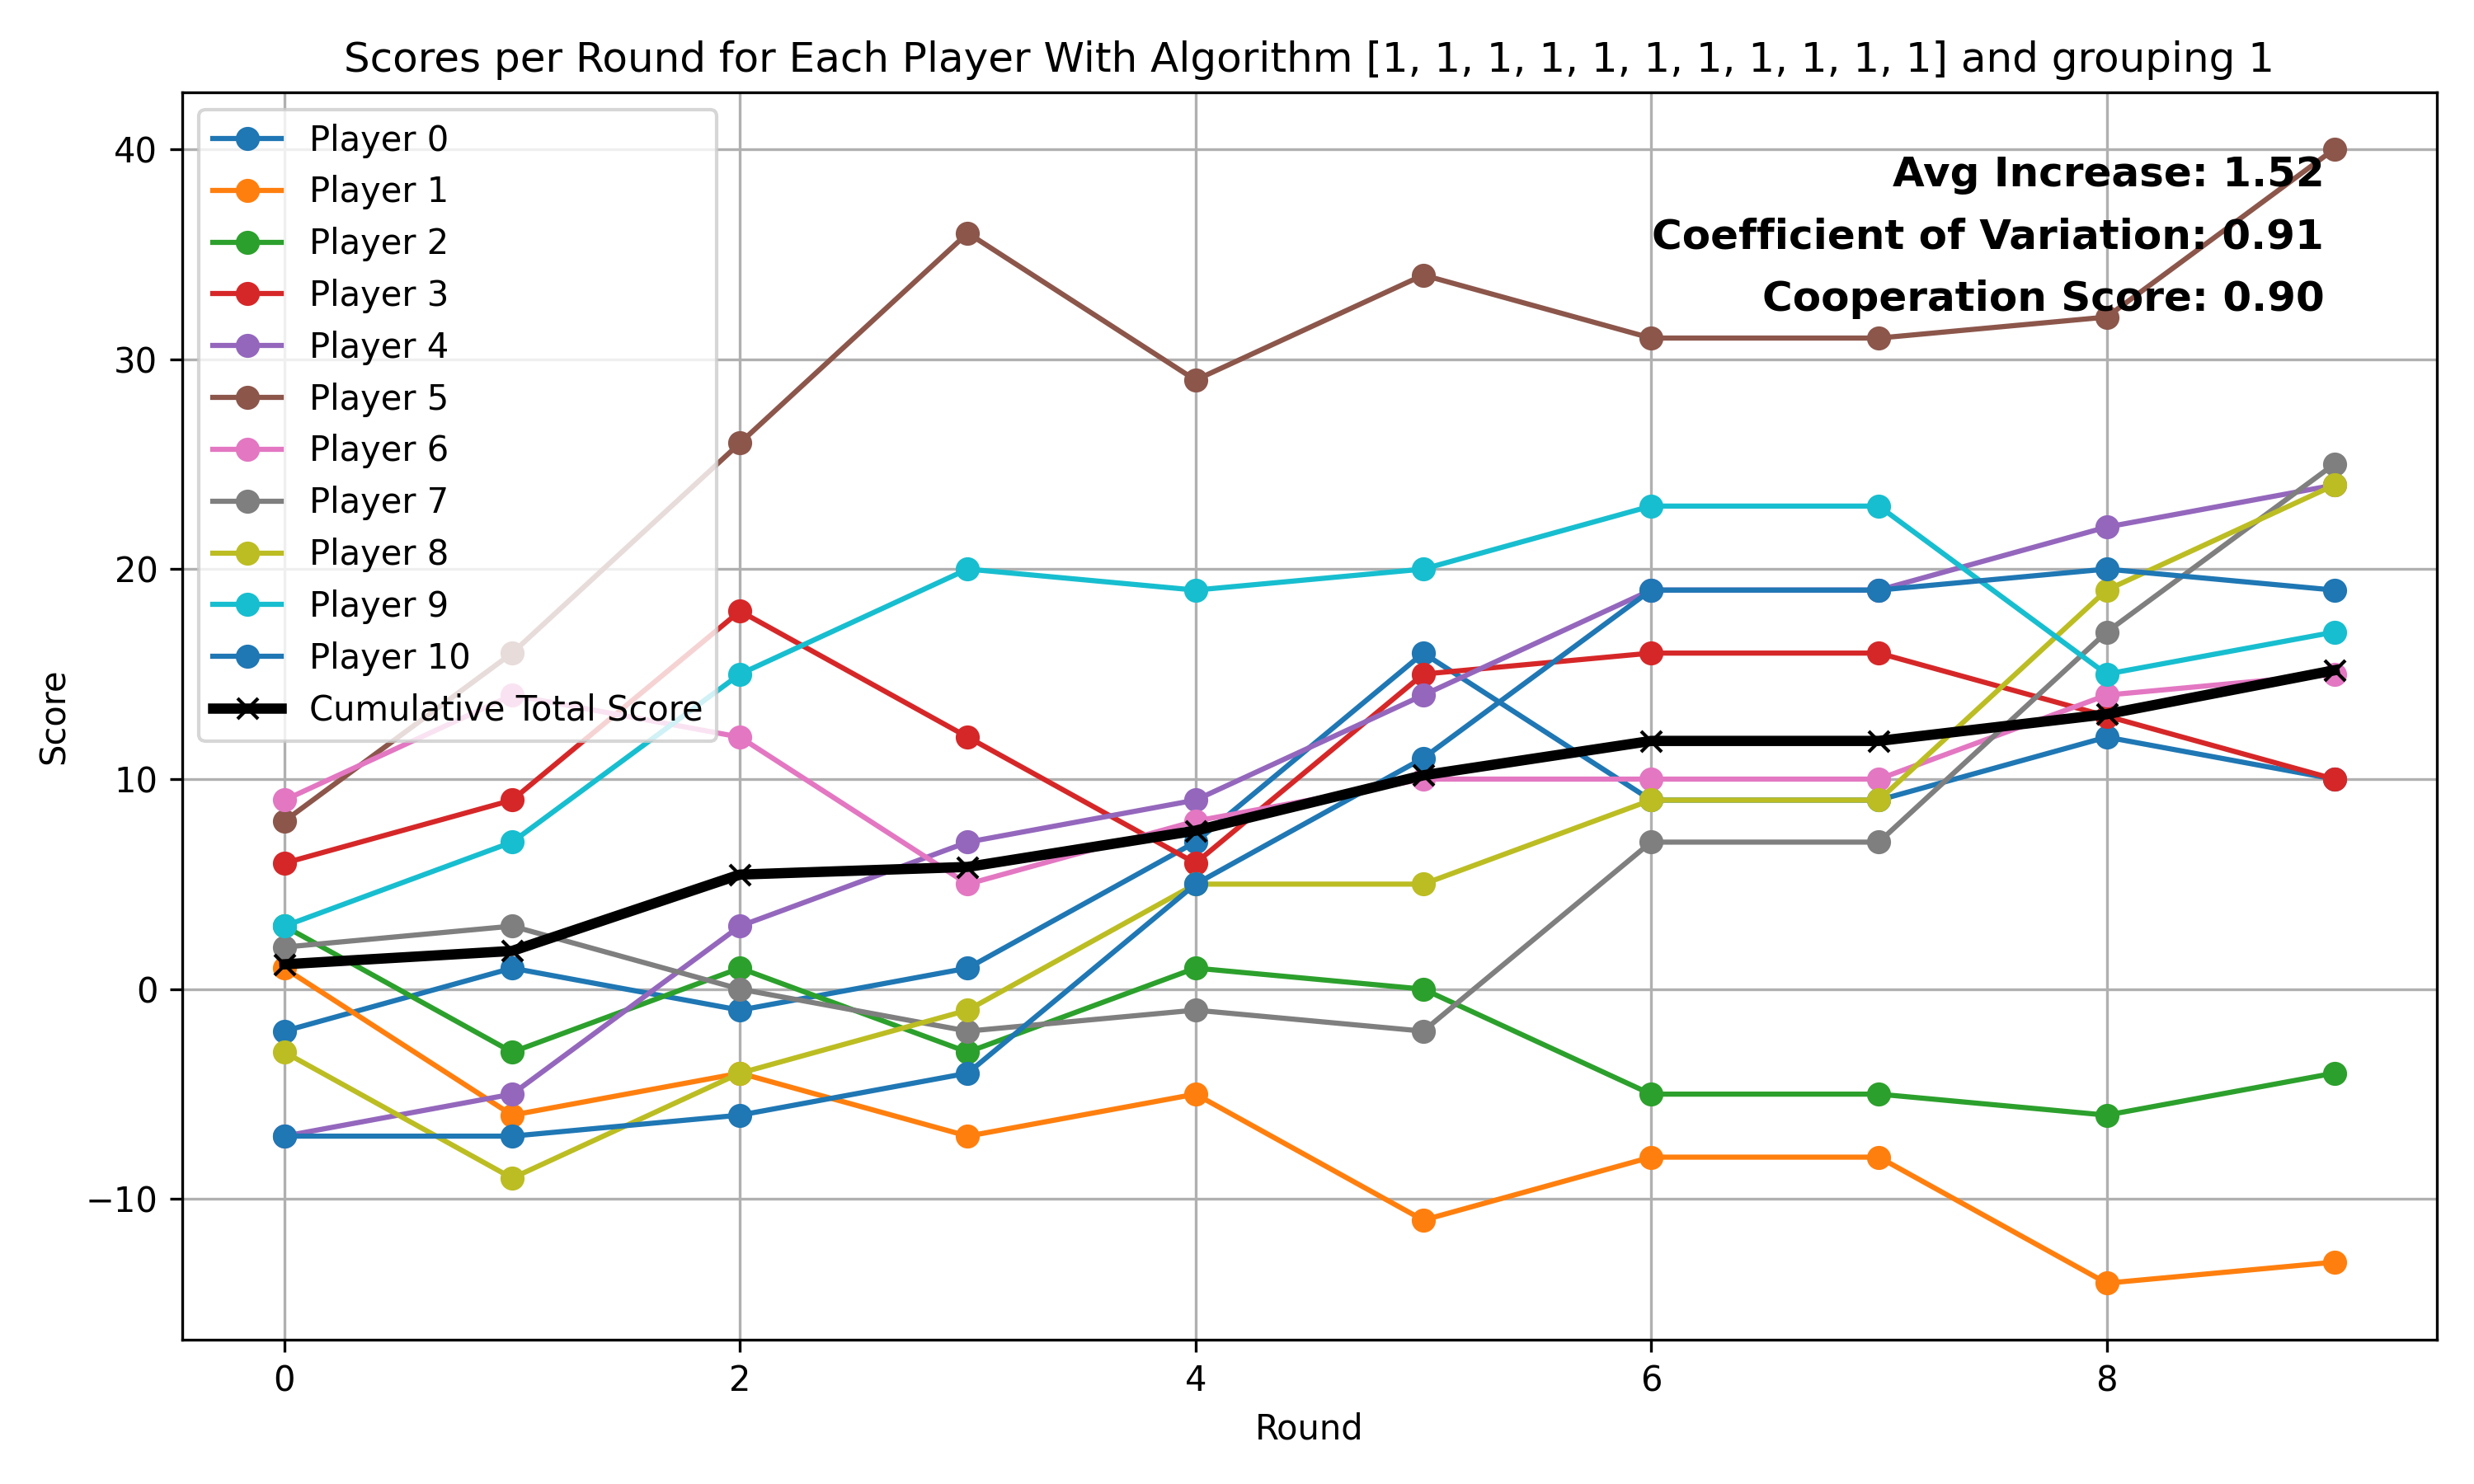 Scores per Round for Each Player With Algorithm [1, 1, 1, 1, 1, 1, 1, 1, 1, 1, 1] and grouping 1
Player 0
Player 1
Player 2
Player 3
Player 4
Player 5
Player 6
Player 7
Player 8
Player 9
Player 10
Cumulative Total Score
Avg Increase: 1.52
Coefficient of Variation: 0.91
Cooperation Score: 0.90
Score
40
30
20
10
0
−10
0 2 4 6 8
Round